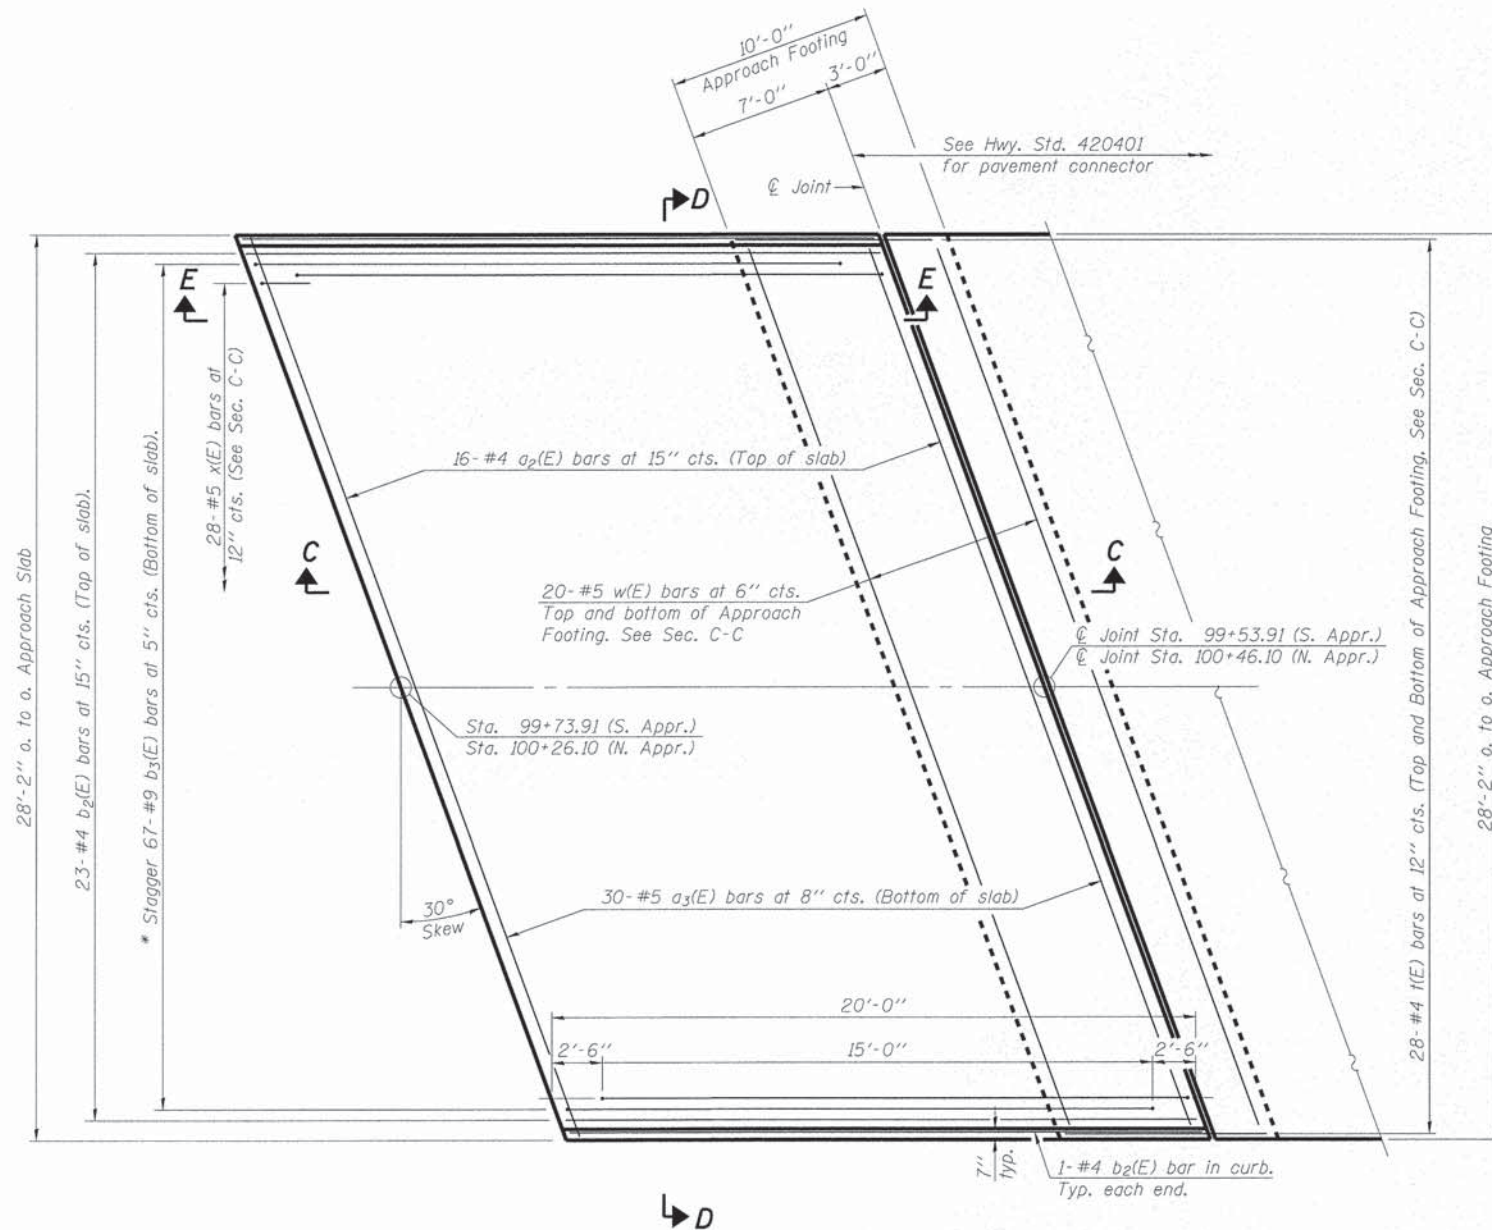 10'-0"
Approach Footing
3'-0"
7'-0"
See Hwy. Std. 420401
for pavement connector
℄ Joint
D
E
E
28-#5 x(E) bars at
12" cts. (See Sec. C-C)
16-#4 a2(E) bars at 15" cts. (Top of slab)
28'-2" o. to o. Approach Slab
23-#4 b2(E) bars at 15" cts. (Top of slab).
* Stagger 67-#9 b3(E) bars at 5" cts. (Bottom of slab).
C
C
20-#5 w(E) bars at 6" cts.
Top and bottom of Approach
Footing. See Sec. C-C
℄ Joint Sta. 99+53.91 (S. Appr.)
℄ Joint Sta. 100+46.10 (N. Appr.)
Sta. 99+73.91 (S. Appr.)
Sta. 100+26.10 (N. Appr.)
28-#4 t(E) bars at 12" cts. (Top and Bottom of Approach Footing. See Sec. C-C)
28'-2" o. to o. Approach Footing
30-#5 a3(E) bars at 8" cts. (Bottom of slab)
30°
Skew
20'-0"
2'-6"
15'-0"
2'-6"
7"
typ.
1-#4 b2(E) bar in curb.
Typ. each end.
D